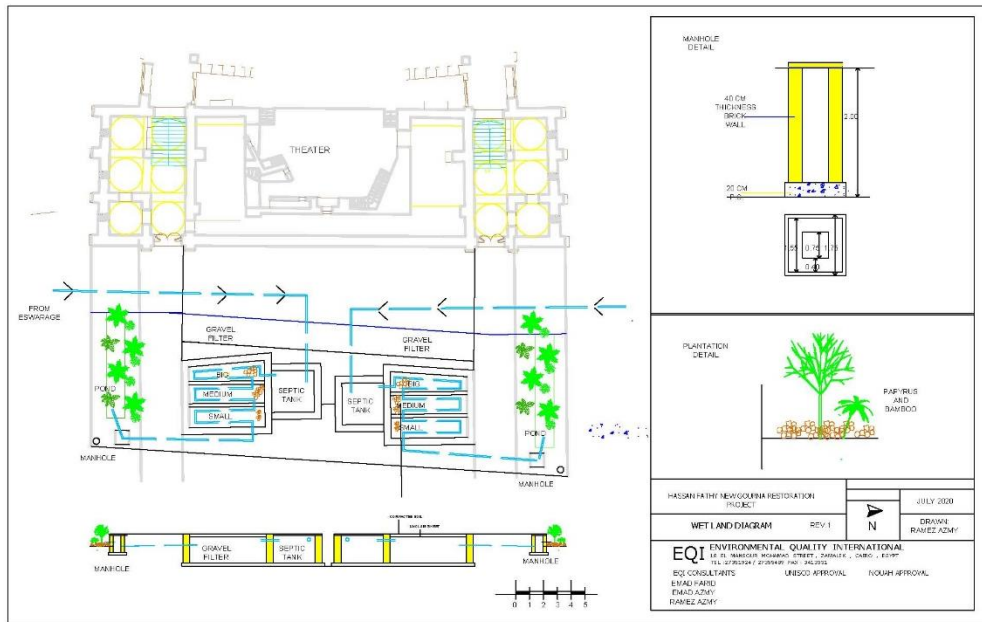 THEATER
FROM
ESWARAGE
GRAVEL
FILTER
GRAVEL
FILTER
BIG
MEDIUM
SMALL
SEPTIC
TANK
SEPTIC
TANK
BIG
MEDIUM
SMALL
POND
POND
MANHOLE
MANHOLE
GRAVEL
FILTER
SEPTIC
TANK
MANHOLE
MANHOLE
0 1 2 3 4 5
MANHOLE
DETAIL
40 CM
THICKNESS
BRICK
WALL
20 CM
P.C.
1.55 0.75 1.75
0.40
PLANTATION
DETAIL
PAPYRUS
AND
BAMBOO
HASSAN FATHY NEW GOURNA RESTORATION
PROJECT
JULY 2020
WET LAND DIAGRAM REV.1
N
DRAWN:
RAMEZ AZMY
EQI ENVIRONMENTAL QUALITY INTERNATIONAL
EQI CONSULTANTS UNISCO APPROVAL NOUAH APPROVAL
EMAD FARID
EMAD AZMY
RAMEZ AZMY